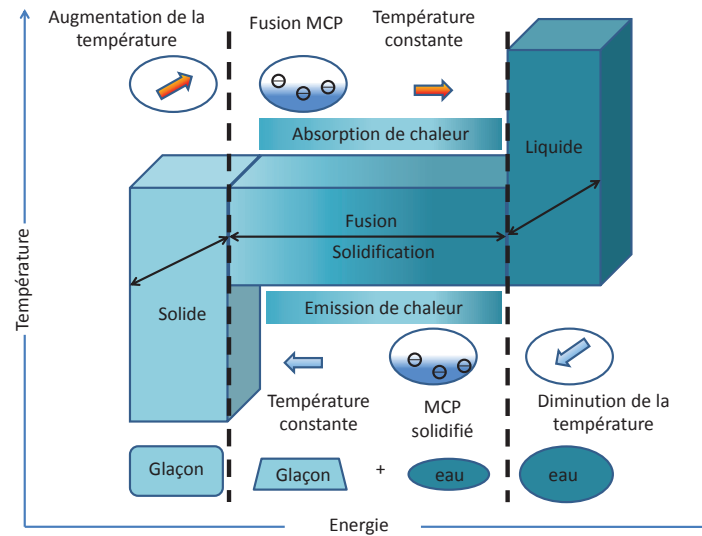 Augmentation de la
température
Fusion MCP
Température
constante
Absorption de chaleur
Liquide
Fusion
Solidification
Température
Solide
Emission de chaleur
Température
constante
MCP
solidifié
Diminution de la
température
Glaçon
Glaçon
+
eau
eau
Energie